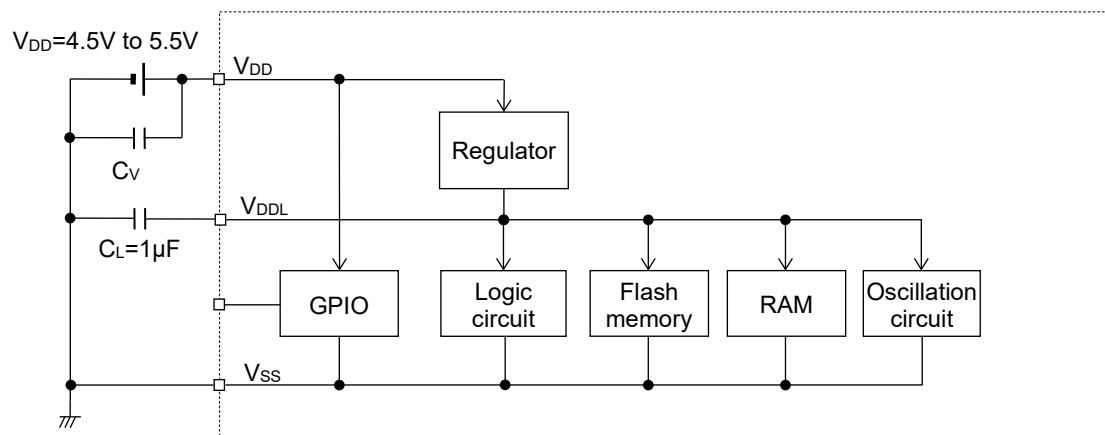 VDD=4.5V to 5.5V
VDD
Regulator
CV
VDDL
CL=1µF
GPIO
Logic
circuit
Flash
memory
RAM
Oscillation
circuit
VSS